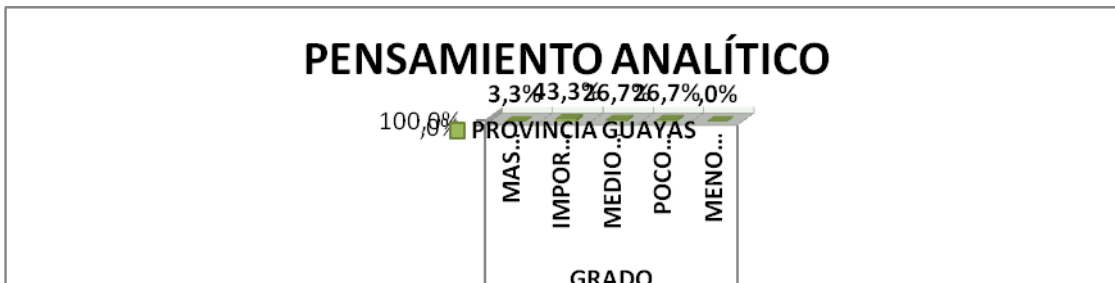 PENSAMIENTO ANALÍTICO
3,3% 43,3% 26,7% 26,7% ,0%
100,0%
,0%
PROVINCIA GUAYAS
MAS...
IMPOR...
MEDIO...
POCO...
MENO...
GRADO